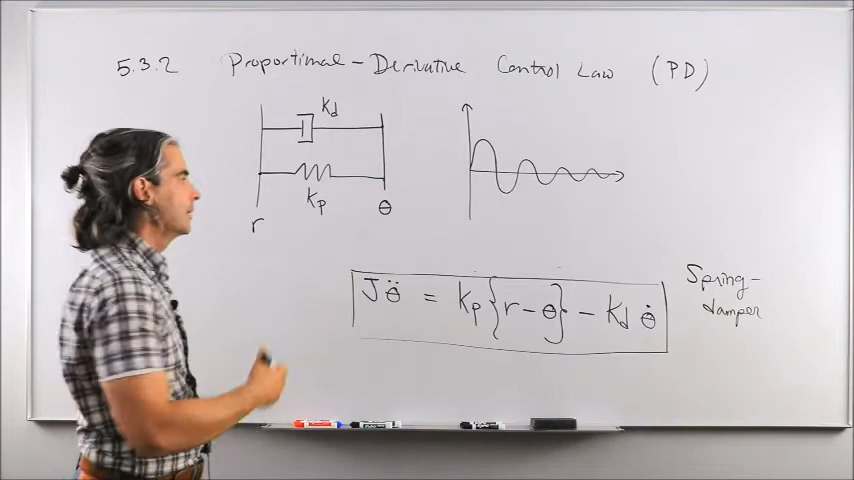 5.3.2 Proportional-Derivative Control Law (PD)
Kd
Kp
r
θ
Jθ̈ = Kp{r-θ} - Kd θ̇
Spring-
damper